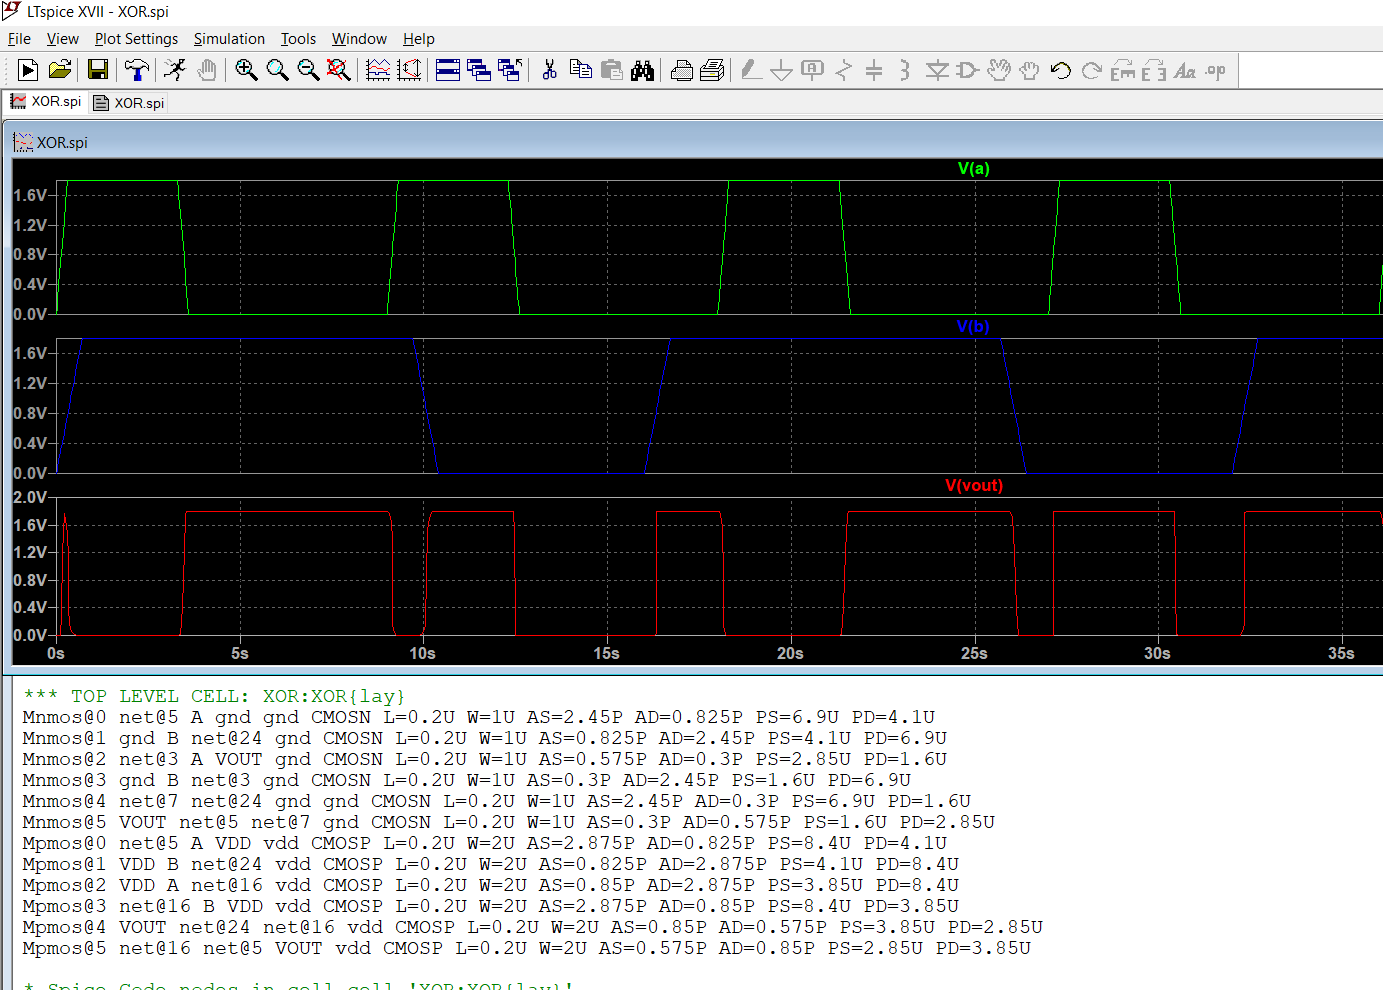 LTspice XVII - XOR.spi
File View Plot Settings Simulation Tools Window Help
XOR.spi XOR.spi
XOR.spi
V(a)
1.6V
1.2V
0.8V
0.4V
0.0V
V(b)
1.6V
1.2V
0.8V
0.4V
0.0V
V(vout)
2.0V
1.6V
1.2V
0.8V
0.4V
0.0V
0s 5s 10s 15s 20s 25s 30s 35s
*** TOP LEVEL CELL: XOR:XOR{lay}
Mnmos@0 net@5 A gnd gnd CMOSN L=0.2U W=1U AS=2.45P AD=0.825P PS=6.9U PD=4.1U
Mnmos@1 gnd B net@24 gnd CMOSN L=0.2U W=1U AS=0.825P AD=2.45P PS=4.1U PD=6.9U
Mnmos@2 net@3 A VOUT gnd CMOSN L=0.2U W=1U AS=0.575P AD=0.3P PS=2.85U PD=1.6U
Mnmos@3 gnd B net@3 gnd CMOSN L=0.2U W=1U AS=0.3P AD=2.45P PS=1.6U PD=6.9U
Mnmos@4 net@7 net@24 gnd gnd CMOSN L=0.2U W=1U AS=2.45P AD=0.3P PS=6.9U PD=1.6U
Mnmos@5 VOUT net@5 net@7 gnd CMOSN L=0.2U W=1U AS=0.3P AD=0.575P PS=1.6U PD=2.85U
Mpmos@0 net@5 A VDD vdd CMOSP L=0.2U W=2U AS=2.875P AD=0.825P PS=8.4U PD=4.1U
Mpmos@1 VDD B net@24 vdd CMOSP L=0.2U W=2U AS=0.825P AD=2.875P PS=4.1U PD=8.4U
Mpmos@2 VDD A net@16 vdd CMOSP L=0.2U W=2U AS=0.85P AD=2.875P PS=3.85U PD=8.4U
Mpmos@3 net@16 B VDD vdd CMOSP L=0.2U W=2U AS=2.875P AD=0.85P PS=8.4U PD=3.85U
Mpmos@4 VOUT net@24 net@16 vdd CMOSP L=0.2U W=2U AS=0.85P AD=0.575P PS=3.85U PD=2.85U
Mpmos@5 net@16 net@5 VOUT vdd CMOSP L=0.2U W=2U AS=0.575P AD=0.85P PS=2.85U PD=3.85U
* Spice Code nodes in cell cell 'XOR:XOR{lay}'